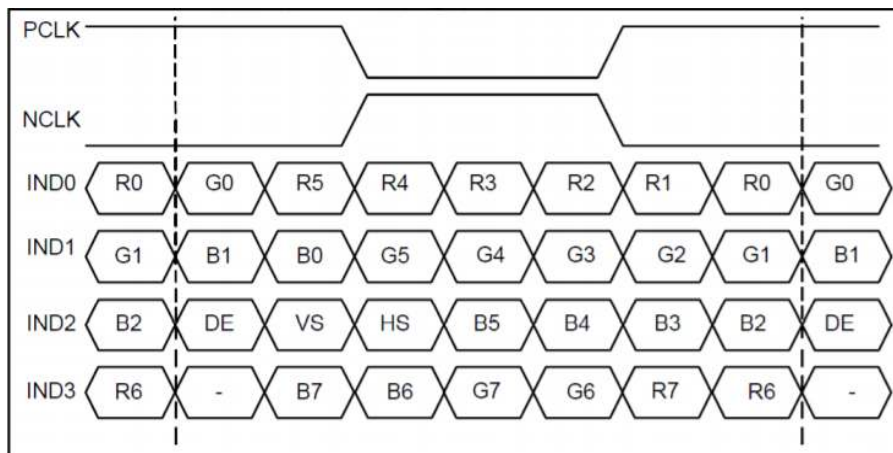 PCLK
NCLK
IND0 R0 G0 R5 R4 R3 R2 R1 R0 G0
IND1 G1 B1 B0 G5 G4 G3 G2 G1 B1
IND2 B2 DE VS HS B5 B4 B3 B2 DE
IND3 R6 - B7 B6 G7 G6 R7 R6 -